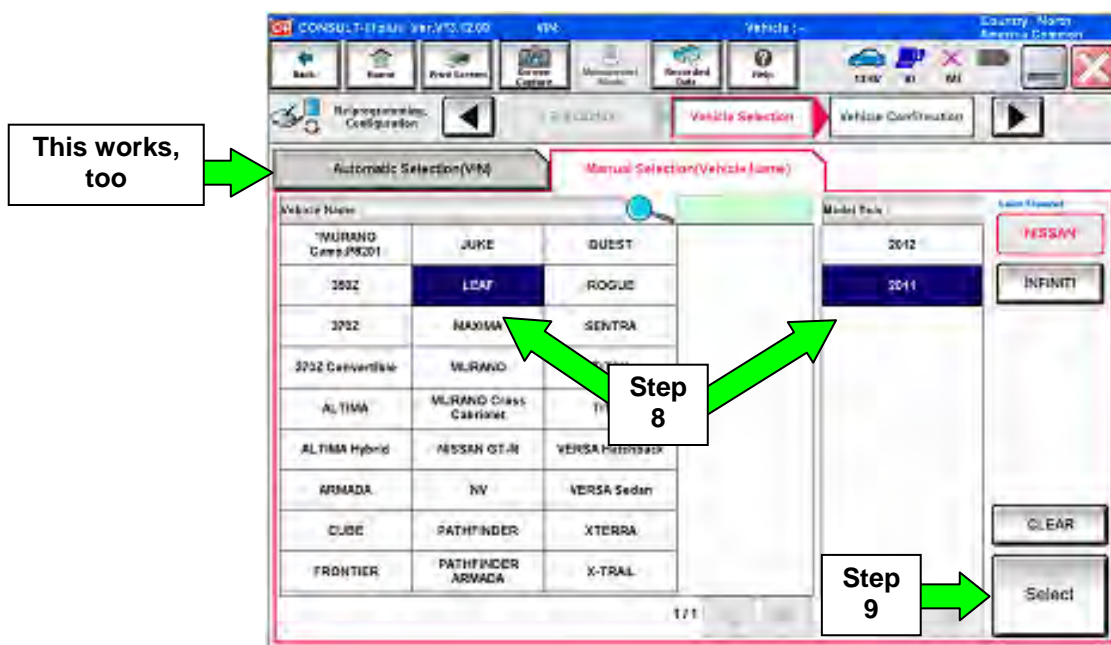 CONSULT-III plus Ver.V13.12.00 VIN: Vehicle : -
Country : North America Common
Back Home Print Screen Screen Capture Measurement Mode Recorded Data Help
Reprogramming, Configuration Vehicle Selection Vehicle Confirmation
This works, too
Automatic Selection(VIN) Manual Selection(Vehicle Name)
Vehicle Name Model Year
*MURANO JUKE QUEST 2012 NISSAN
350Z LEAF ROGUE 2011 INFINITI
370Z MAXIMA SENTRA
370Z Convertible MURANO
Step 8
ALTIMA MURANO Cross Cabriolet
ALTIMA Hybrid NISSAN GT-R VERSA Hatchback
ARMADA NV VERSA Sedan
CUBE PATHFINDER XTERRA CLEAR
FRONTIER PATHFINDER ARMADA X-TRAIL
Step 9
Select
1/1